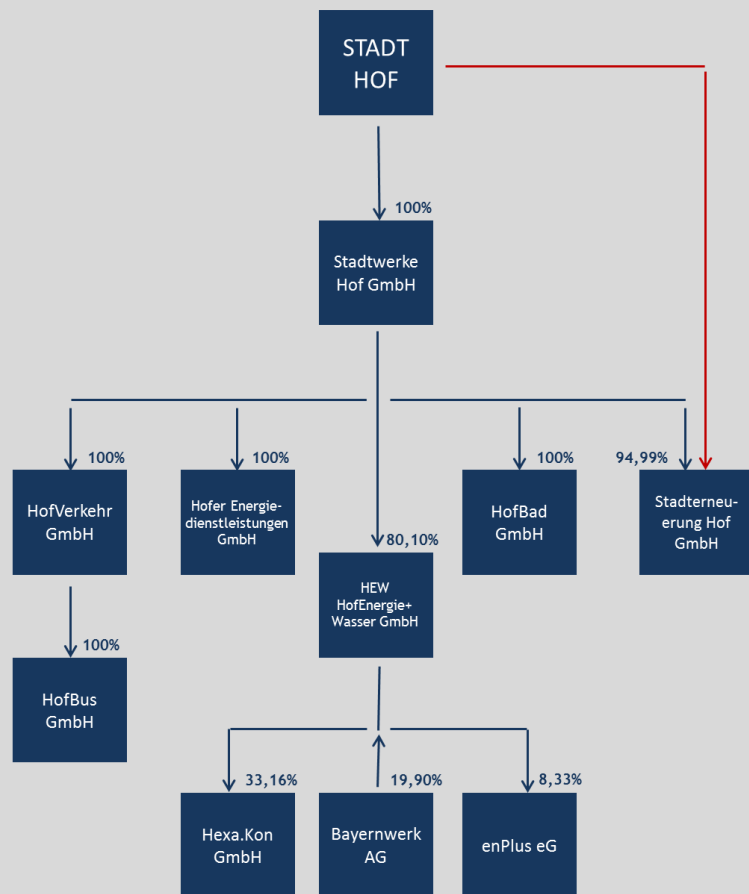 STADT
HOF
100%
Stadtwerke
Hof GmbH
100%
100%
100%
94,99%
HofVerkehr
GmbH
Hofer Energie-
dienstleistungen
GmbH
HofBad
GmbH
Stadterneu-
erung Hof
GmbH
80,10%
HEW
HofEnergie+
Wasser GmbH
100%
HofBus
GmbH
33,16%
19,90%
8,33%
Hexa.Kon
GmbH
Bayernwerk
AG
enPlus eG